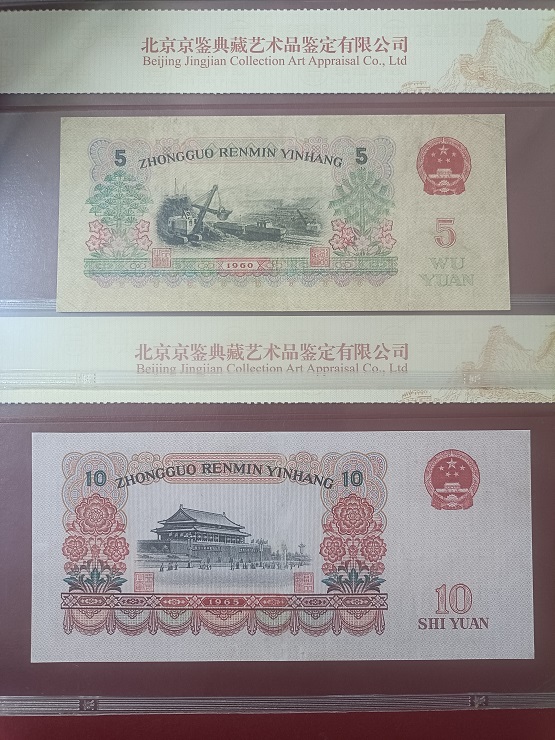 北京京鉴典藏艺术品鉴定有限公司
Beijing Jingjian Collection Art Appraisal Co., Ltd
5 5
ZHONGGUO RENMIN YINHANG
1960
5
WU
YUAN
北京京鉴典藏艺术品鉴定有限公司
Beijing Jingjian Collection Art Appraisal Co., Ltd
10 10
ZHONGGUO RENMIN YINHANG
1965
10
SHI YUAN